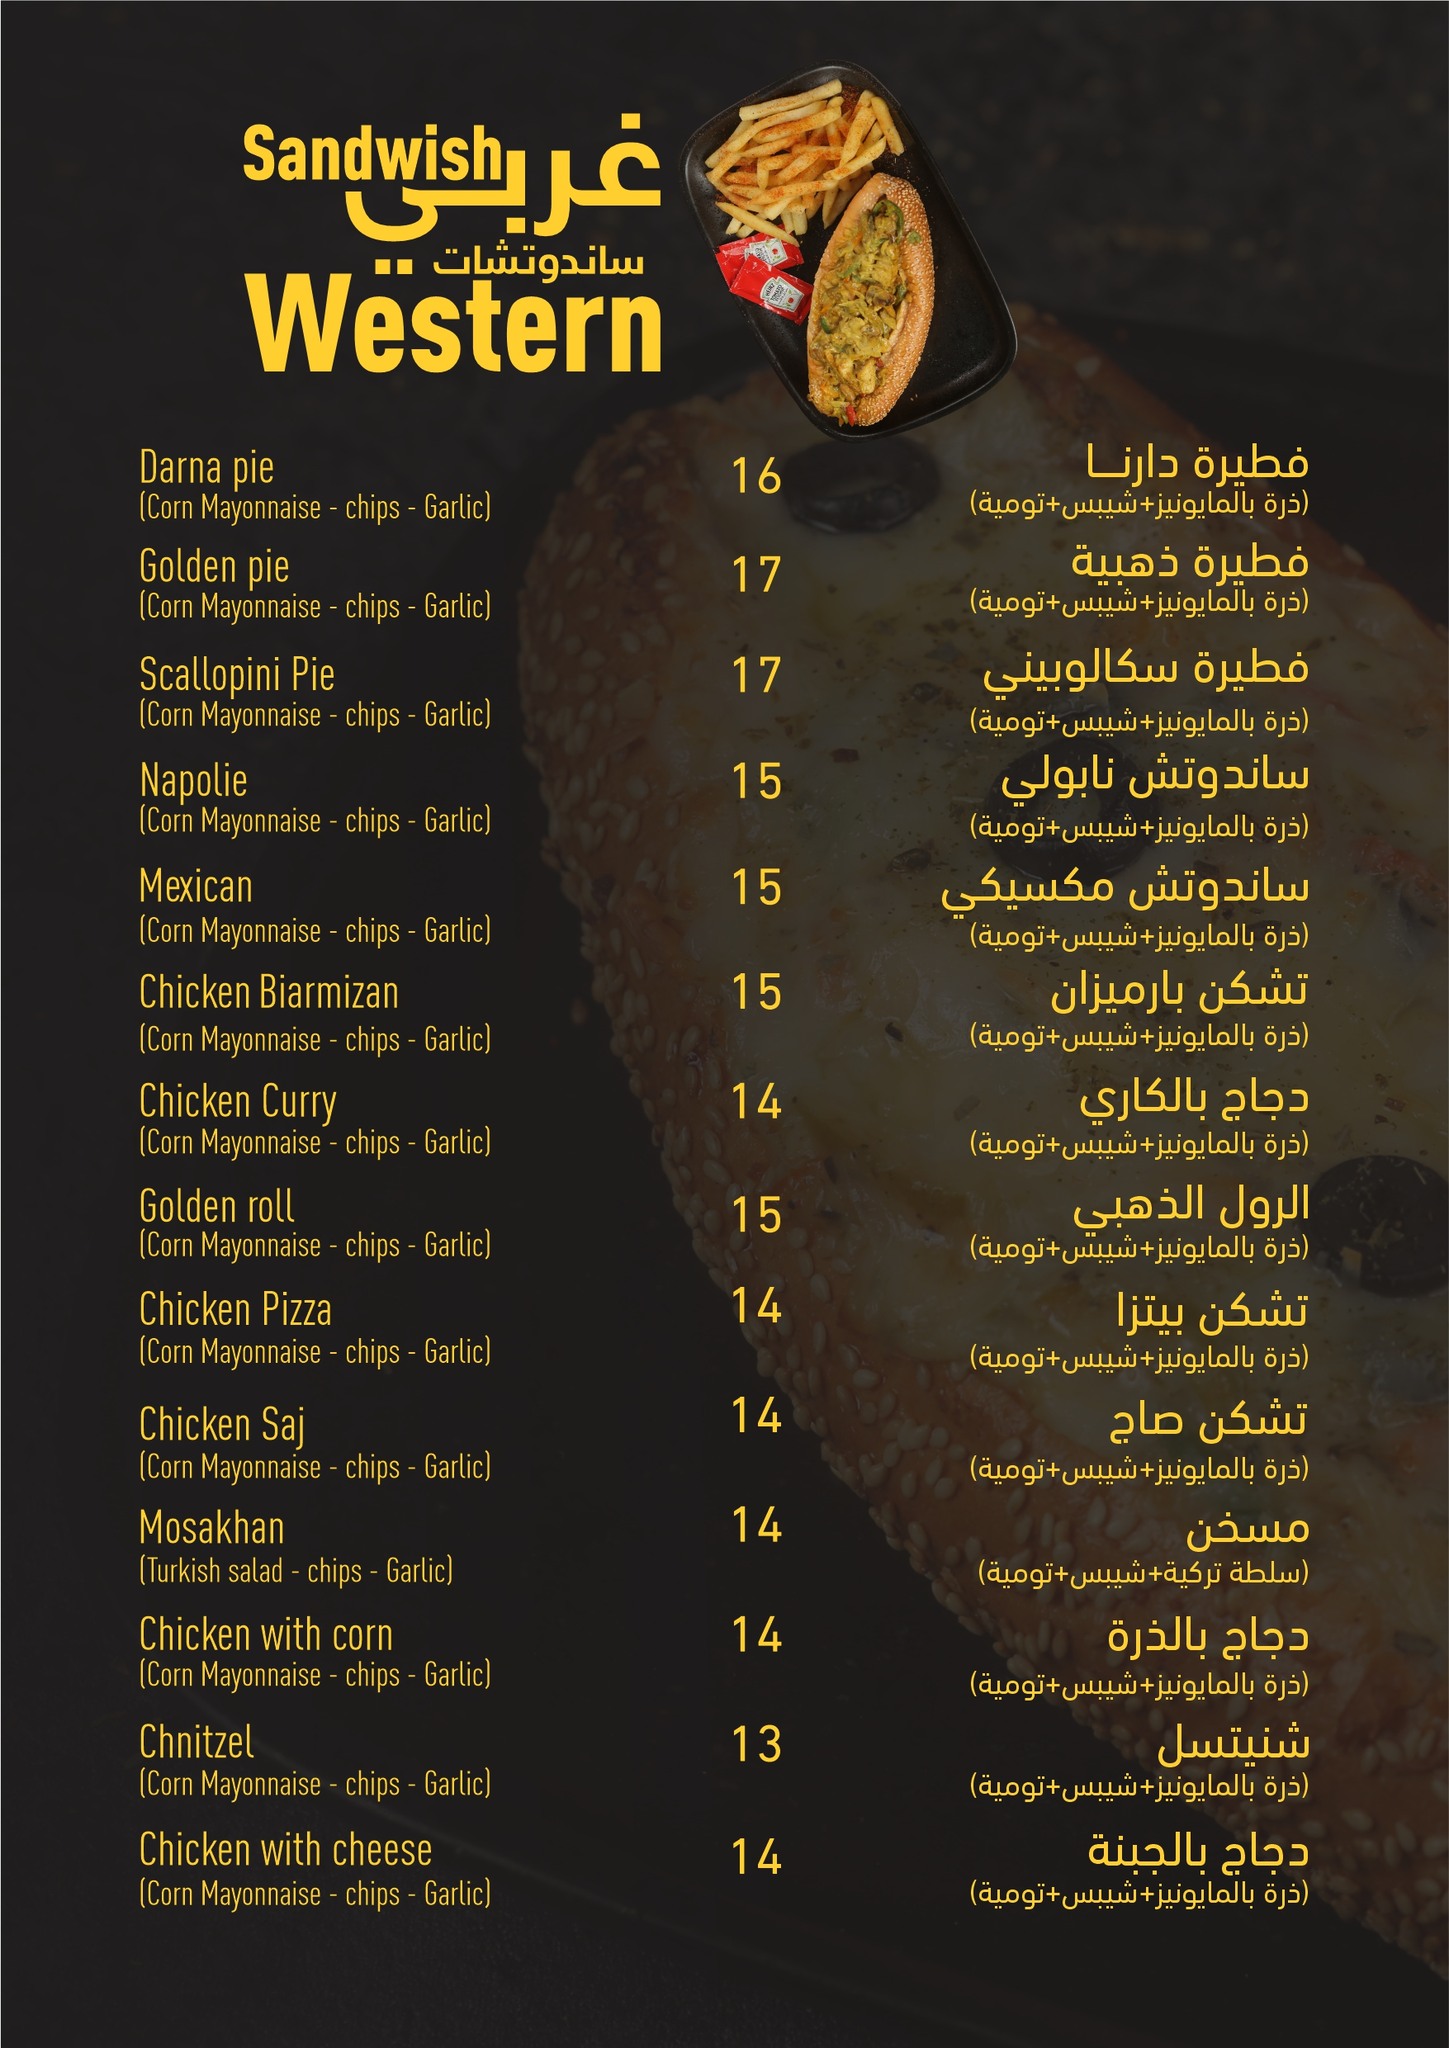 Sandwish
غربي
ساندوتشات
Western
Darna pie 16 فطيرة دارنــا
(Corn Mayonnaise - chips - Garlic) (ذرة بالمايونيز+شيبس+تومية)
Golden pie 17 فطيرة ذهبية
(Corn Mayonnaise - chips - Garlic) (ذرة بالمايونيز+شيبس+تومية)
Scallopini Pie 17 فطيرة سكالوبيني
(Corn Mayonnaise - chips - Garlic) (ذرة بالمايونيز+شيبس+تومية)
Napolie 15 ساندوتش نابولي
(Corn Mayonnaise - chips - Garlic) (ذرة بالمايونيز+شيبس+تومية)
Mexican 15 ساندوتش مكسيكي
(Corn Mayonnaise - chips - Garlic) (ذرة بالمايونيز+شيبس+تومية)
Chicken Biarmizan 15 تشكن بارميزان
(Corn Mayonnaise - chips - Garlic) (ذرة بالمايونيز+شيبس+تومية)
Chicken Curry 14 دجاج بالكاري
(Corn Mayonnaise - chips - Garlic) (ذرة بالمايونيز+شيبس+تومية)
Golden roll 15 الرول الذهبي
(Corn Mayonnaise - chips - Garlic) (ذرة بالمايونيز+شيبس+تومية)
Chicken Pizza 14 تشكن بيتزا
(Corn Mayonnaise - chips - Garlic) (ذرة بالمايونيز+شيبس+تومية)
Chicken Saj 14 تشكن صاج
(Corn Mayonnaise - chips - Garlic) (ذرة بالمايونيز+شيبس+تومية)
Mosakhan 14 مسخن
(Turkish salad - chips - Garlic) (سلطة تركية+شيبس+تومية)
Chicken with corn 14 دجاج بالذرة
(Corn Mayonnaise - chips - Garlic) (ذرة بالمايونيز+شيبس+تومية)
Chnitzel 13 شنيتسل
(Corn Mayonnaise - chips - Garlic) (ذرة بالمايونيز+شيبس+تومية)
Chicken with cheese 14 دجاج بالجبنة
(Corn Mayonnaise - chips - Garlic) (ذرة بالمايونيز+شيبس+تومية)